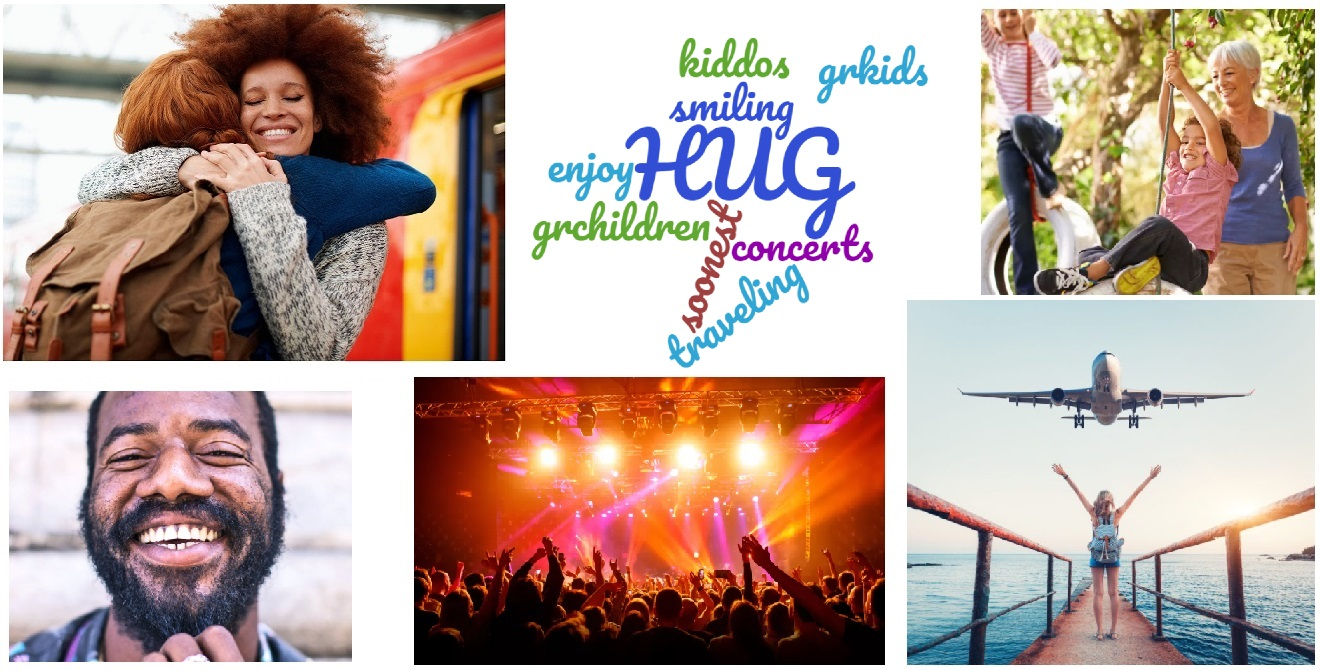 kiddos
grkids
smiling
enjoy
HUG
grchildren
soonest
concerts
traveling